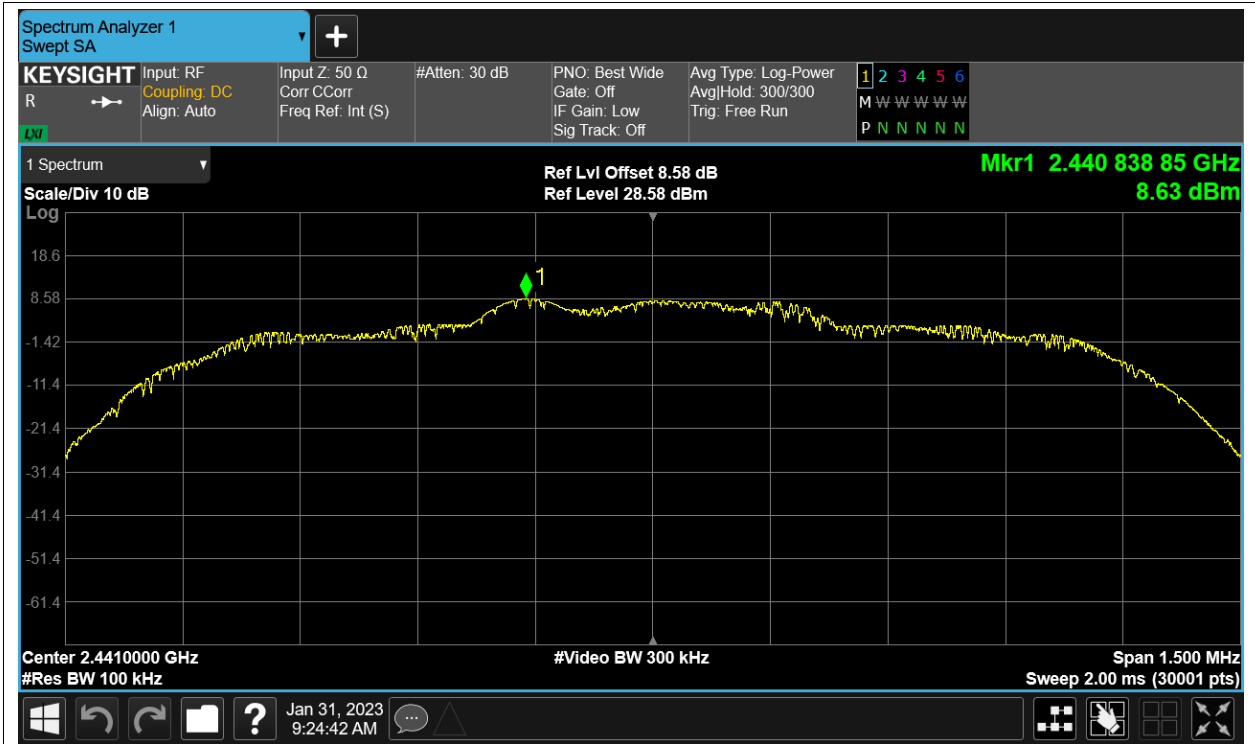 Spectrum Analyzer 1
Swept SA
KEYSIGHT
R
LXI
Input: RF
Coupling: DC
Align: Auto
Input Z: 50 Ω
Corr CCorr
Freq Ref: Int (S)
#Atten: 30 dB
PNO: Best Wide
Gate: Off
IF Gain: Low
Sig Track: Off
Avg Type: Log-Power
Avg|Hold: 300/300
Trig: Free Run
1 2 3 4 5 6
M W W W W W
P N N N N N
1 Spectrum
Scale/Div 10 dB
Ref Lvl Offset 8.58 dB
Ref Level 28.58 dBm
Mkr1 2.440 838 85 GHz
8.63 dBm
Log
18.6
8.58
-1.42
-11.4
-21.4
-31.4
-41.4
-51.4
-61.4
1
Center 2.4410000 GHz
#Res BW 100 kHz
#Video BW 300 kHz
Span 1.500 MHz
Sweep 2.00 ms (30001 pts)
?
Jan 31, 2023
9:24:42 AM